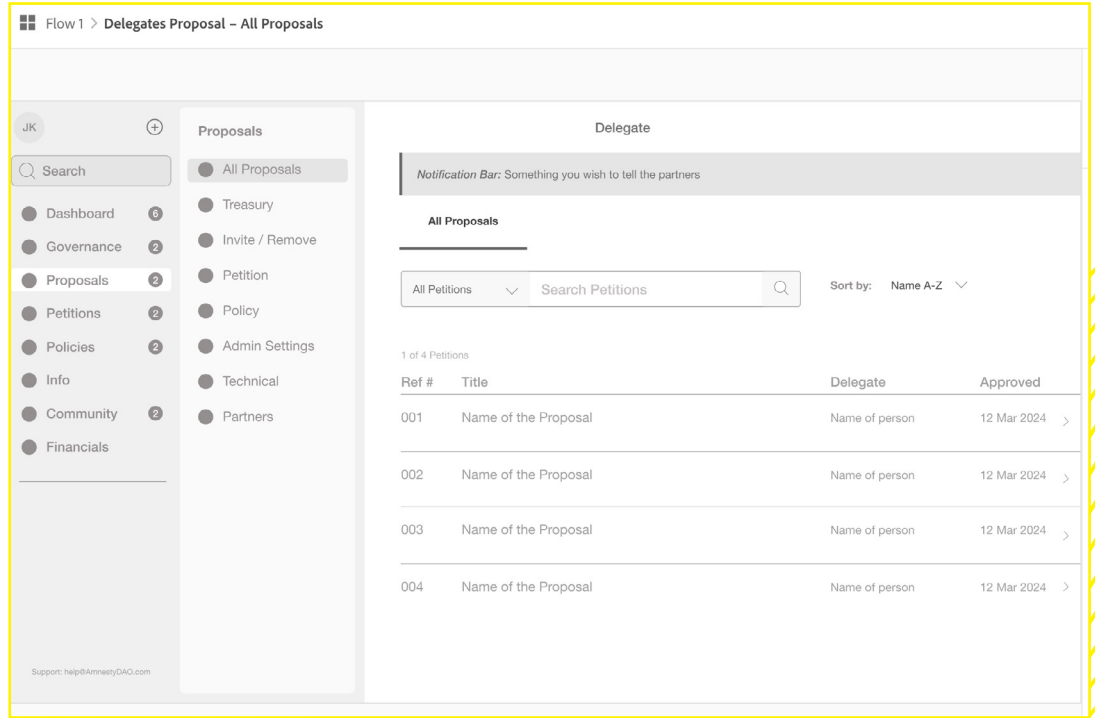 Flow 1 > Delegates Proposal – All Proposals
JK
Search
Dashboard 6
Governance 2
Proposals 2
Petitions 2
Policies 2
Info
Community 2
Financials
Support: help@AmnestyDAO.com
Proposals
All Proposals
Treasury
Invite / Remove
Petition
Policy
Admin Settings
Technical
Partners
Delegate
Notification Bar: Something you wish to tell the partners
All Proposals
All Petitions Search Petitions Sort by: Name A-Z
1 of 4 Petitions
Ref # Title Delegate Approved
001 Name of the Proposal Name of person 12 Mar 2024
002 Name of the Proposal Name of person 12 Mar 2024
003 Name of the Proposal Name of person 12 Mar 2024
004 Name of the Proposal Name of person 12 Mar 2024